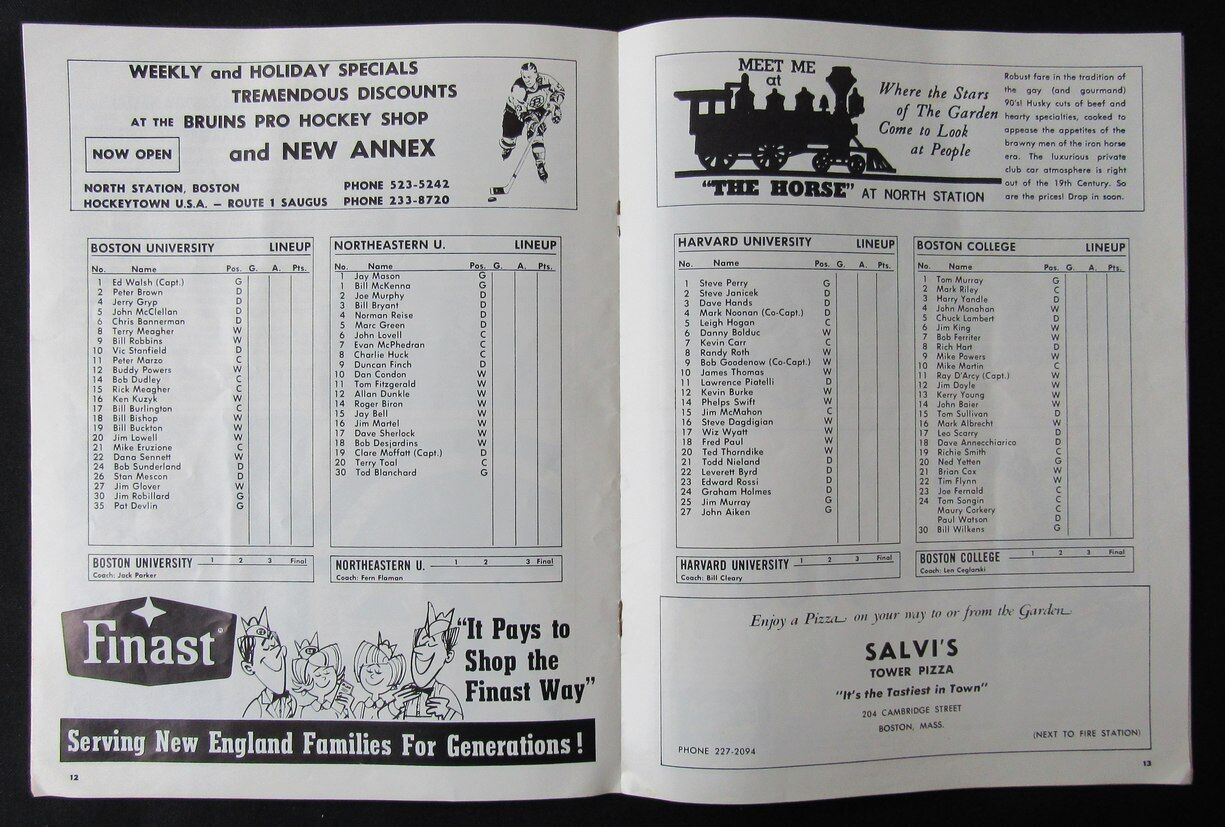 WEEKLY and HOLIDAY SPECIALS
TREMENDOUS DISCOUNTS
AT THE BRUINS PRO HOCKEY SHOP
NOW OPEN
and NEW ANNEX
NORTH STATION, BOSTON PHONE 523-5242
HOCKEYTOWN U.S.A. – ROUTE 1 SAUGUS PHONE 233-8720
BOSTON UNIVERSITY LINEUP
No. Name Pos. G. A. Pts.
1 Ed Walsh (Capt.) G
2 Peter Brown D
4 Jerry Gryp D
5 John McClellan D
6 Chris Bannerman D
8 Terry Meagher W
9 Bill Robbins W
10 Vic Stanfield D
11 Peter Marzo C
12 Buddy Powers W
14 Bob Dudley C
15 Rick Meagher C
16 Ken Kuzyk W
17 Bill Burlington C
18 Bill Bishop W
19 Bill Buckton W
20 Jim Lowell W
21 Mike Eruzione C
22 Dana Sennett W
24 Bob Sunderland D
26 Stan Mescon D
27 Jim Glover W
30 Jim Robillard G
35 Pat Devlin G
BOSTON UNIVERSITY 1 2 3 Final
Coach: Jack Parker
NORTHEASTERN U. LINEUP
No. Name Pos. G. A. Pts.
1 Jay Mason G
1 Bill McKenna G
2 Joe Murphy D
3 Bill Bryant D
4 Norman Reise D
5 Marc Green D
6 John Lovell C
7 Evan McPhedran C
8 Charlie Huck C
9 Duncan Finch D
10 Dan Condon W
11 Tom Fitzgerald W
12 Allan Dunkle W
14 Roger Biron W
15 Jay Bell W
16 Jim Martel W
17 Dave Sherlock W
18 Bob Desjardins W
19 Clare Moffatt (Capt.) D
20 Terry Toal C
30 Tod Blanchard G
NORTHEASTERN U. 1 2 3 Final
Coach: Fern Flaman
Finast
"It Pays to
Shop the
Finast Way"
Serving New England Families For Generations!
12
MEET ME
at
"THE HORSE" AT NORTH STATION
Where the Stars
of The Garden
Come to Look
at People
Robust fare in the tradition of
the gay (and gourmand)
90's! Husky cuts of beef and
hearty specialties, cooked to
appease the appetites of the
brawny men of the iron horse
era. The luxurious private
club car atmosphere is right
out of the 19th Century. So
are the prices! Drop in soon.
HARVARD UNIVERSITY LINEUP
No. Name Pos. G. A. Pts.
1 Steve Perry G
2 Steve Janicek D
3 Dave Hands D
4 Mark Noonan (Co-Capt.) D
5 Leigh Hogan C
6 Danny Bolduc W
7 Kevin Carr C
8 Randy Roth W
9 Bob Goodenow (Co-Capt.) W
10 James Thomas W
11 Lawrence Piatelli D
12 Kevin Burke W
14 Phelps Swift W
15 Jim McMahon C
16 Steve Dagdigian W
17 Wiz Wyatt W
18 Fred Paul W
20 Ted Thorndike W
21 Todd Nieland D
22 Leverett Byrd D
23 Edward Rossi D
24 Graham Holmes D
25 Jim Murray G
27 John Aiken G
HARVARD UNIVERSITY 1 2 3 Final
Coach: Bill Cleary
BOSTON COLLEGE LINEUP
No. Name Pos. G. A. Pts.
1 Tom Murray G
2 Mark Riley C
3 Harry Yandle D
4 John Monahan W
5 Chuck Lambert D
6 Jim King W
7 Bob Ferriter W
8 Rich Hart D
9 Mike Powers W
10 Mike Martin C
11 Ray D'Arcy (Capt.) W
12 Jim Doyle W
13 Kerry Young W
14 John Baier W
15 Tom Sullivan D
16 Mark Albrecht W
17 Leo Scarry D
18 Dave Annecchiarico D
19 Richie Smith C
20 Ned Yetten G
21 Brian Cox W
22 Tim Flynn W
23 Joe Fernald C
24 Tom Songin C
Maury Corkery C
Paul Watson D
30 Bill Wilkens G
BOSTON COLLEGE 1 2 3 Final
Coach: Len Ceglarski
Enjoy a Pizza on your way to or from the Garden
SALVI'S
TOWER PIZZA
"It's the Tastiest in Town"
204 CAMBRIDGE STREET
BOSTON, MASS.
(NEXT TO FIRE STATION)
PHONE 227-2094
13